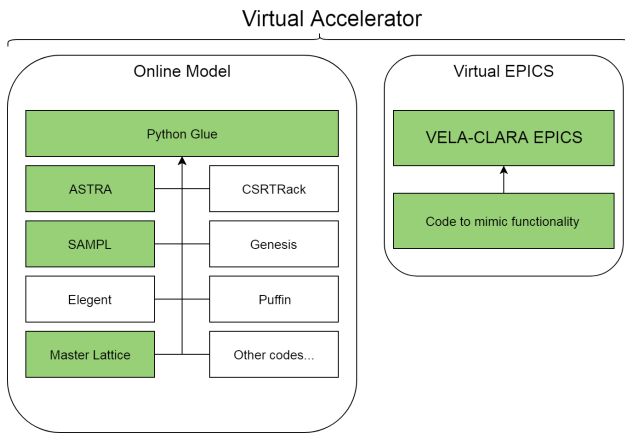 Virtual Accelerator
Online Model
Python Glue
ASTRA
CSRTRack
SAMPL
Genesis
Elegent
Puffin
Master Lattice
Other codes...
Virtual EPICS
VELA-CLARA EPICS
Code to mimic functionality